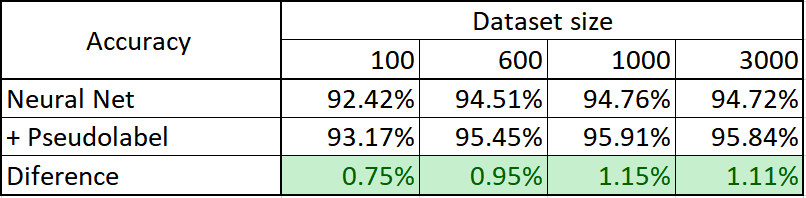 Accuracy Dataset size
100 600 1000 3000
Neural Net 92.42% 94.51% 94.76% 94.72%
+ Pseudolabel 93.17% 95.45% 95.91% 95.84%
Diference 0.75% 0.95% 1.15% 1.11%